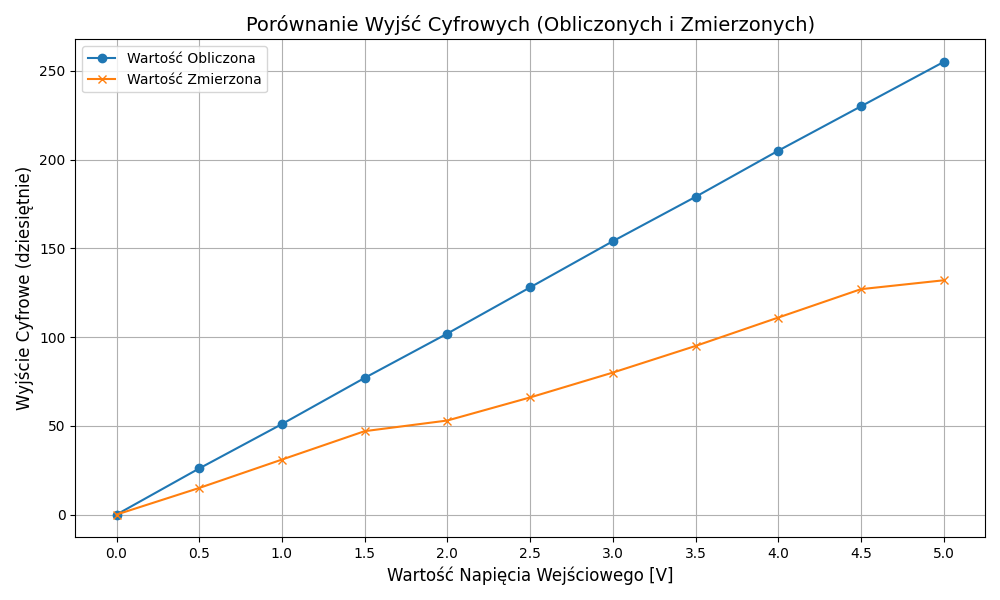 Porównanie Wyjść Cyfrowych (Obliczonych i Zmierzonych)
Wartość Obliczona
Wartość Zmierzona
Wyjście Cyfrowe (dziesiętnie)
250
200
150
100
50
0
0.0 0.5 1.0 1.5 2.0 2.5 3.0 3.5 4.0 4.5 5.0
Wartość Napięcia Wejściowego [V]